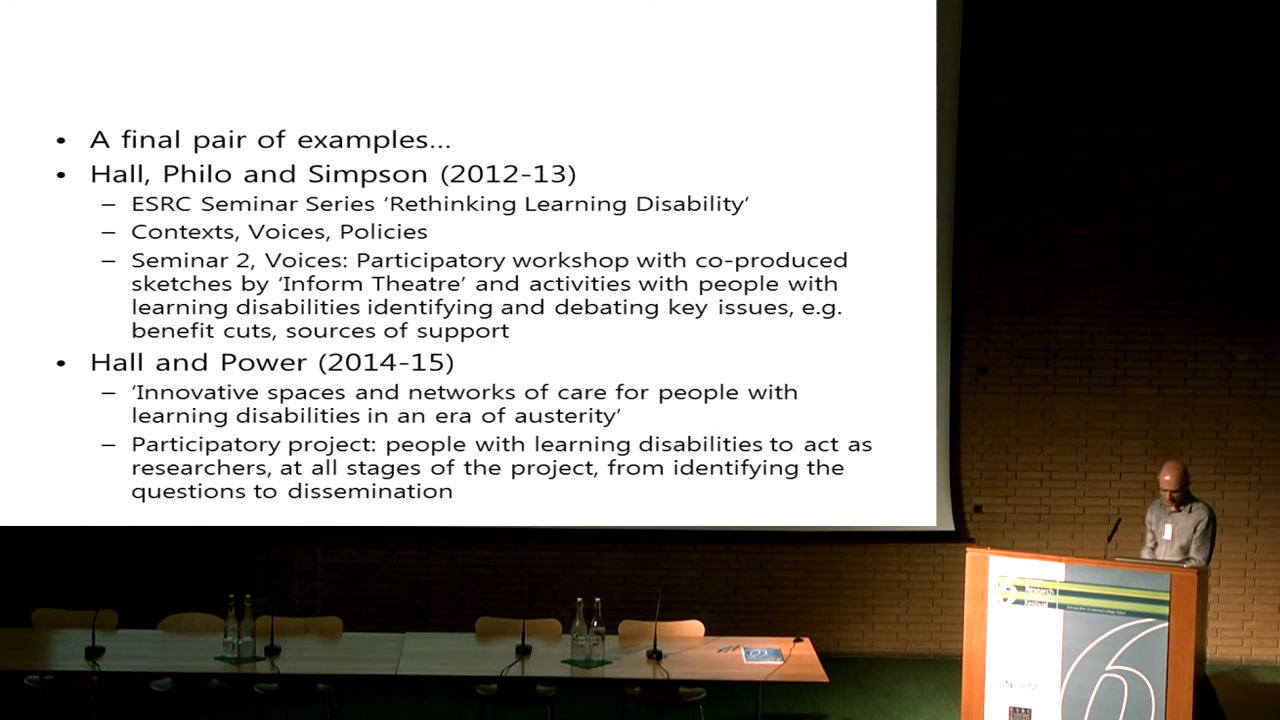 • A final pair of examples...
• Hall, Philo and Simpson (2012-13)
– ESRC Seminar Series ‘Rethinking Learning Disability’
– Contexts, Voices, Policies
– Seminar 2, Voices: Participatory workshop with co-produced
sketches by ‘Inform Theatre’ and activities with people with
learning disabilities identifying and debating key issues, e.g.
benefit cuts, sources of support
• Hall and Power (2014-15)
– ‘Innovative spaces and networks of care for people with
learning disabilities in an era of austerity’
– Participatory project: people with learning disabilities to act as
researchers, at all stages of the project, from identifying the
questions to dissemination
6 Research
Festival
6